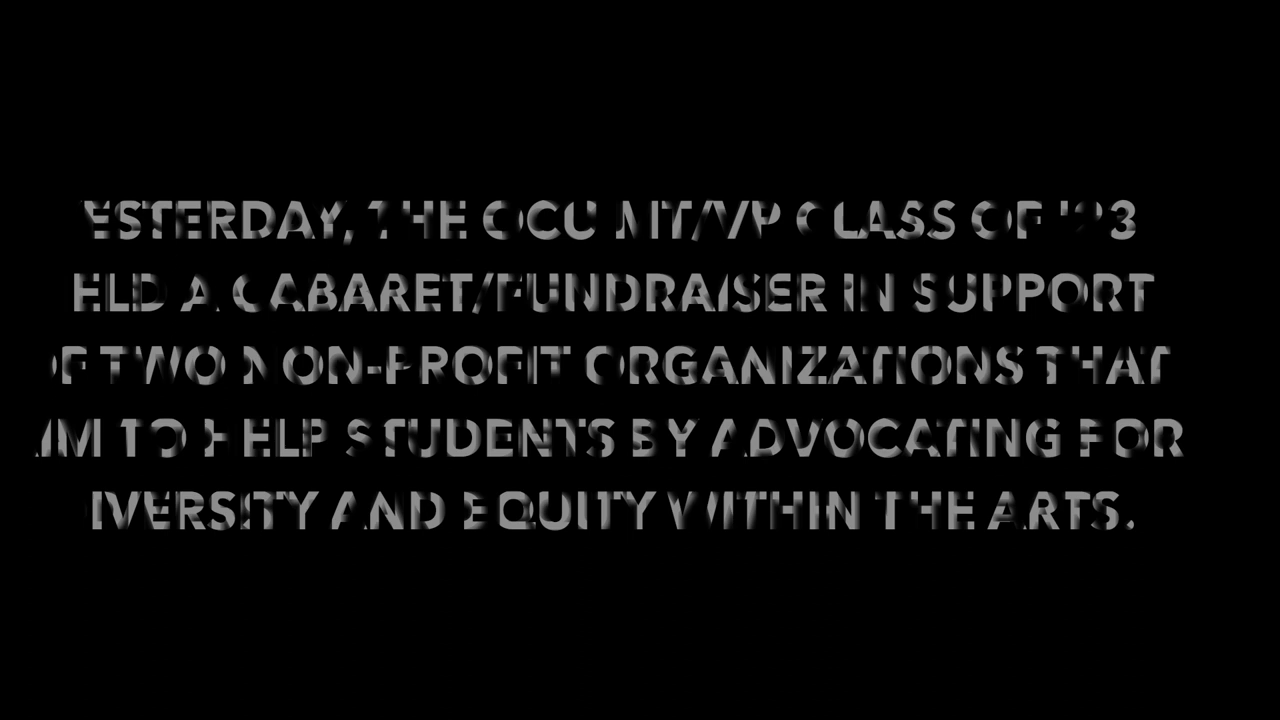 YESTERDAY, THE OCU MT/VP CLASS OF '23
HELD A CABARET/FUNDRAISER IN SUPPORT
OF TWO NON-PROFIT ORGANIZATIONS THAT
AIM TO HELP STUDENTS BY ADVOCATING FOR
DIVERSITY AND EQUITY WITHIN THE ARTS.